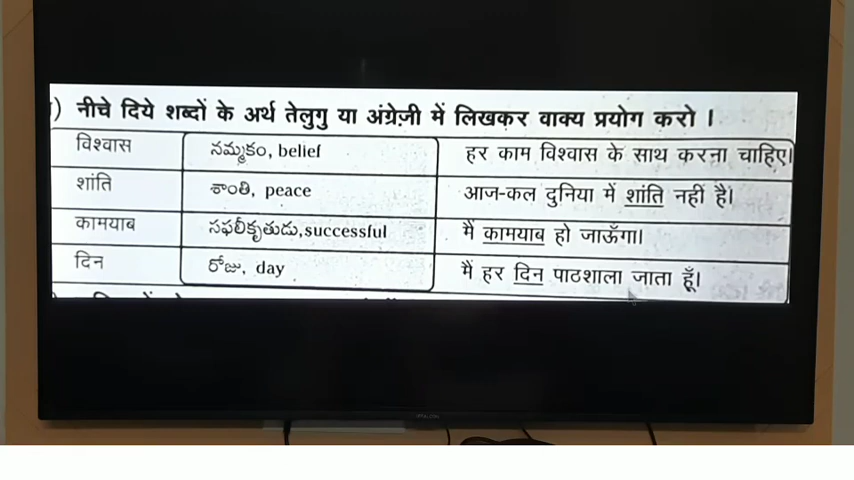 ) नीचे दिये शब्दों के अर्थ तेलुगु या अंग्रेज़ी में लिखकर वाक्य प्रयोग करो ।
विश्वास నమ్మకం, belief हर काम विश्वास के साथ करना चाहिए।
शांति శాంతి, peace आज-कल दुनिया में शांति नहीं है।
कामयाब సఫలీకృతుడు,successful मैं कामयाब हो जाऊँगा।
दिन రోజు, day मैं हर दिन पाठशाला जाता हूँ।